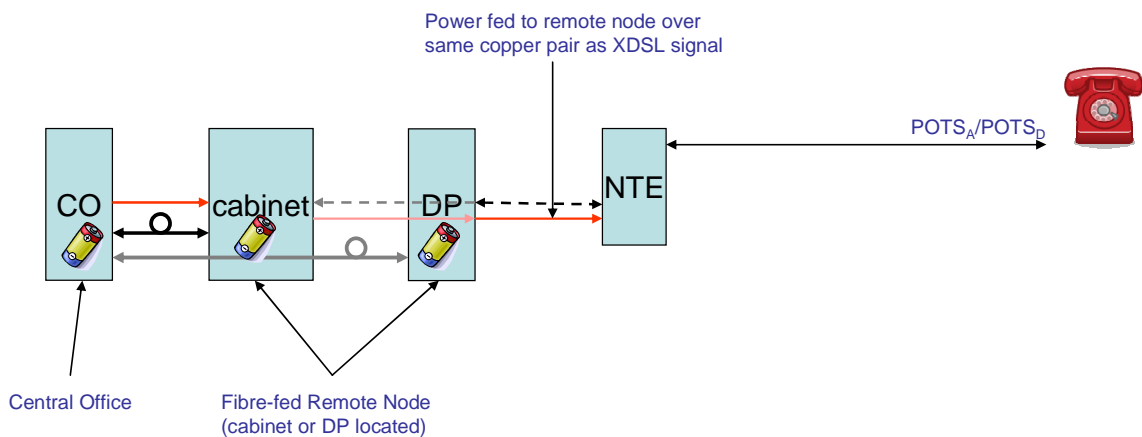 Power fed to remote node over
same copper pair as XDSL signal
POTSA/POTSD
CO
cabinet
DP
NTE
Central Office
Fibre-fed Remote Node
(cabinet or DP located)